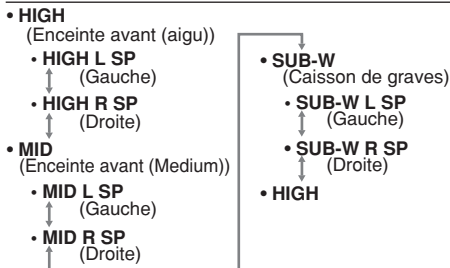 • HIGH
(Enceinte avant (aigu))
• HIGH L SP
(Gauche)
• HIGH R SP
(Droite)
• MID
(Enceinte avant (Medium))
• MID L SP
(Gauche)
• MID R SP
(Droite)
• SUB-W
(Caisson de graves)
• SUB-W L SP
(Gauche)
• SUB-W R SP
(Droite)
• HIGH